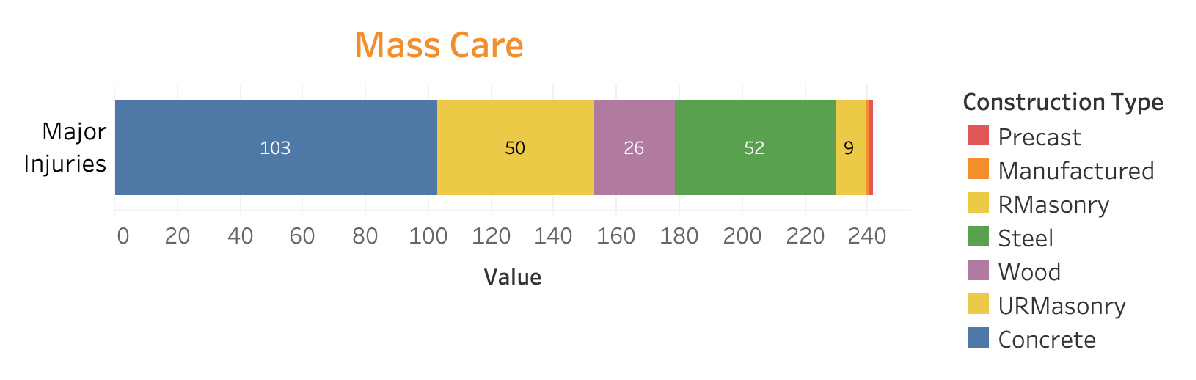 Mass Care
Major
Injuries
103 50 26 52 9
0 20 40 60 80 100 120 140 160 180 200 220 240
Value
Construction Type
Precast
Manufactured
RMasonry
Steel
Wood
URMasonry
Concrete